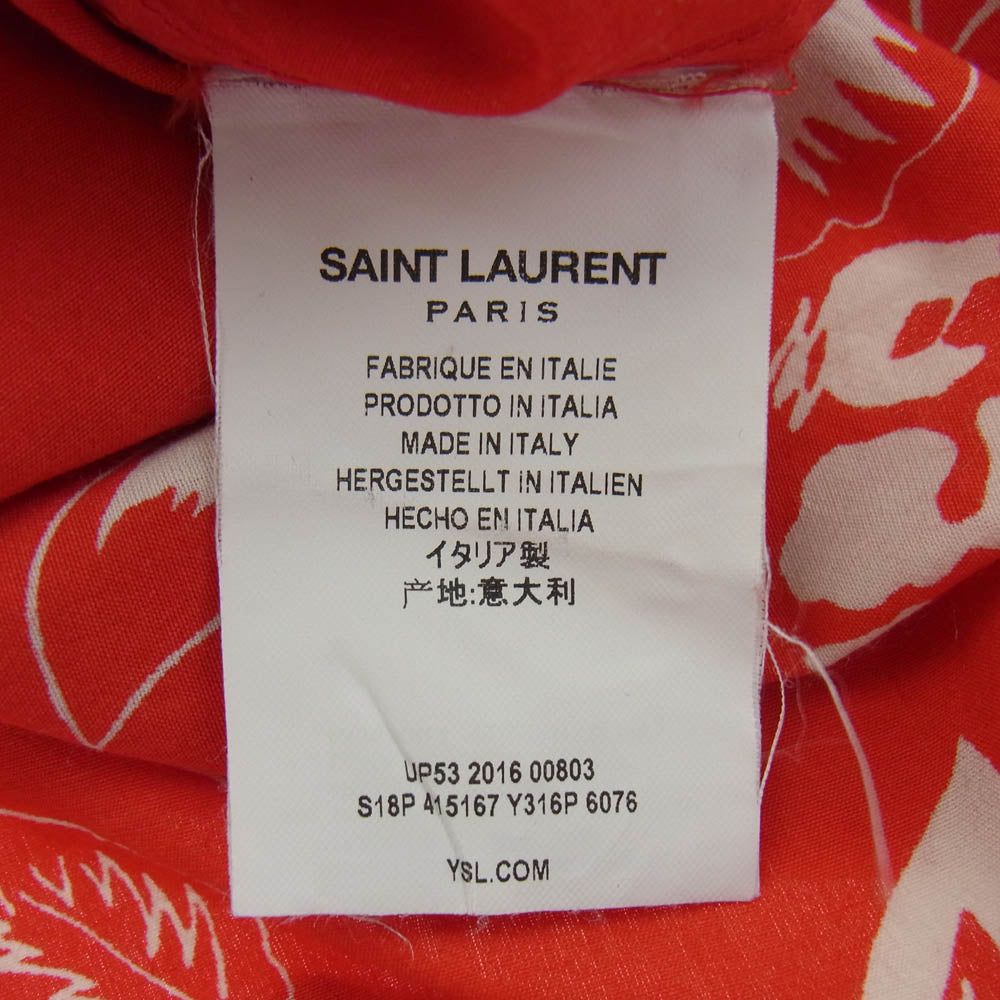 SAINT LAURENT
PARIS
FABRIQUE EN ITALIE
PRODOTTO IN ITALIA
MADE IN ITALY
HERGESTELLT IN ITALIEN
HECHO EN ITALIA
イタリア製
产地:意大利
UP53 2016 00803
S18P 415167 Y316P 6076
YSL.COM